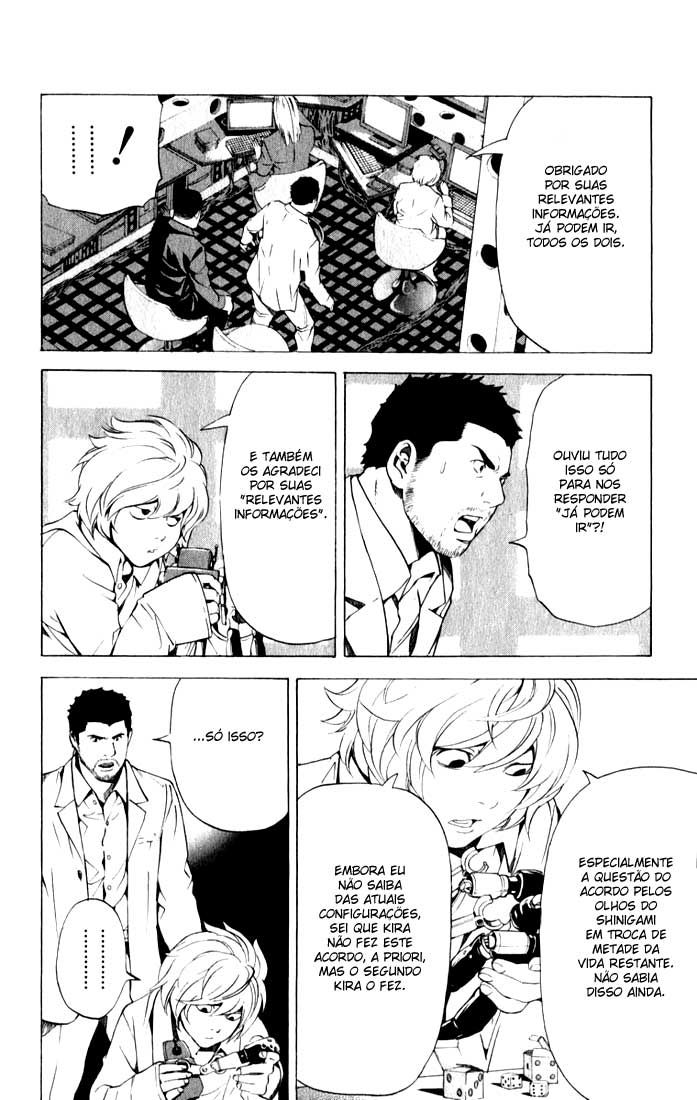 ......!
OBRIGADO
POR SUAS
RELEVANTES
INFORMAÇÕES.
JÁ PODEM IR,
TODOS OS DOIS.
OUVIU TUDO
ISSO SÓ
PARA NOS
RESPONDER
"JÁ PODEM
IR"?!
E TAMBÉM
OS AGRADECI
POR SUAS
"RELEVANTES
INFORMAÇÕES".
...SÓ ISSO?
......
ESPECIALMENTE
A QUESTÃO DO
ACORDO PELOS
OLHOS DO
SHINIGAMI
EM TROCA DE
METADE DA
VIDA RESTANTE.
NÃO SABIA
DISSO AINDA.
EMBORA EU
NÃO SAIBA
DAS ATUAIS
CONFIGURAÇÕES,
SEI QUE KIRA
NÃO FEZ ESTE
ACORDO, A PRIORI,
MAS O SEGUNDO
KIRA O FEZ.